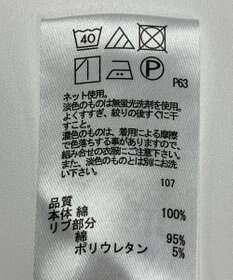 40
P
P63
ネット使用。
淡色のものは無蛍光洗剤を使用。
よくすすぎ、絞りの後すぐに干
すこと。
濃色のものは、着用による摩擦
で色落ちする事がありますので、
組み合せの衣服にご注意下さい。
また、淡色のものとは別にお洗
い下さい。
107
品質
本体 綿 100%
リブ部分
綿 95%
ポリウレタン 5%